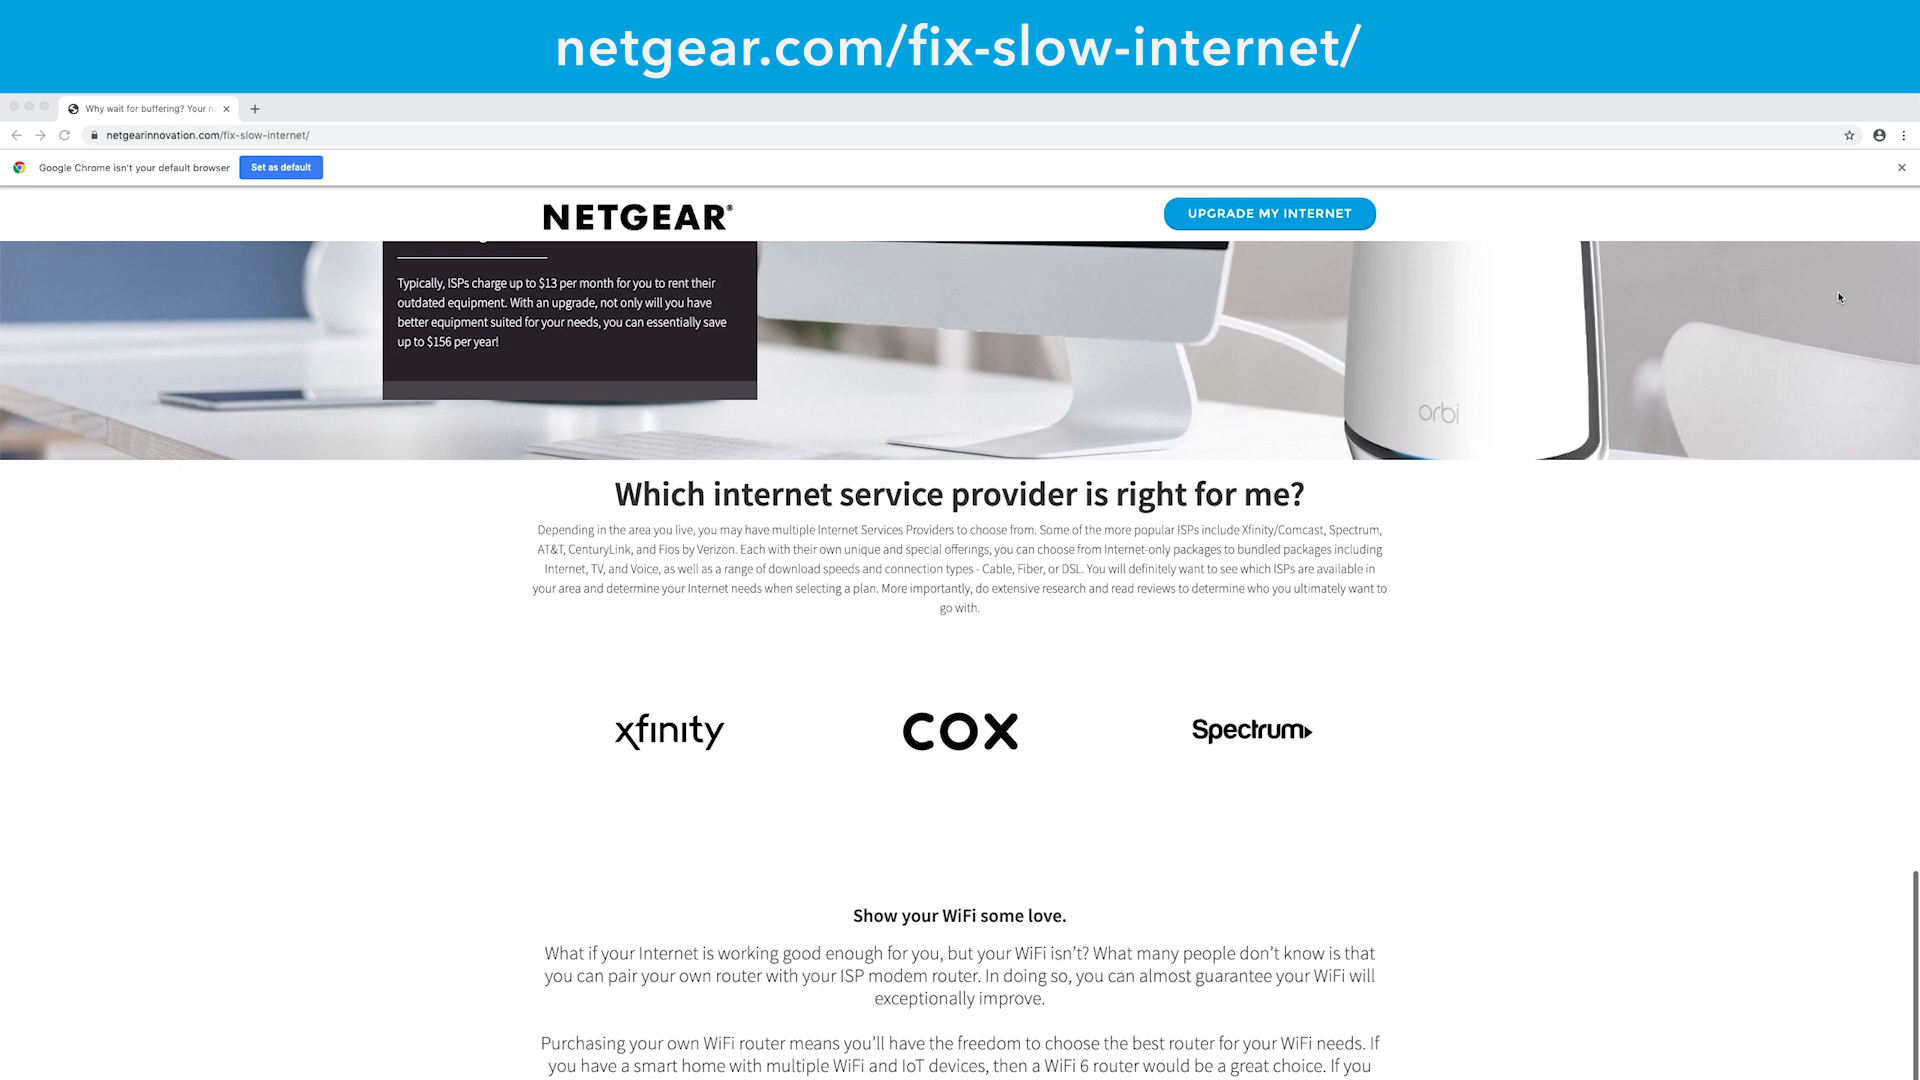 netgear.com/fix-slow-internet/
Why wait for buffering? Your
netgearinnovation.com/fix-slow-internet/
Google Chrome isn't your default browser
Set as default
NETGEAR®
UPGRADE MY INTERNET
Typically, ISPs charge up to $13 per month for you to rent their
outdated equipment. With an upgrade, not only will you have
better equipment suited for your needs, you can essentially save
up to $156 per year!
orbi
Which internet service provider is right for me?
Depending in the area you live, you may have multiple Internet Services Providers to choose from. Some of the more popular ISPs include Xfinity/Comcast, Spectrum,
AT&T, CenturyLink, and Fios by Verizon. Each with their own unique and special offerings, you can choose from Internet-only packages to bundled packages including
Internet, TV, and Voice, as well as a range of download speeds and connection types - Cable, Fiber, or DSL. You will definitely want to see which ISPs are available in
your area and determine your Internet needs when selecting a plan. More importantly, do extensive research and read reviews to determine who you ultimately want to
go with.
xfinity
COX
Spectrum
Show your WiFi some love.
What if your Internet is working good enough for you, but your WiFi isn't? What many people don't know is that
you can pair your own router with your ISP modem router. In doing so, you can almost guarantee your WiFi will
exceptionally improve.
Purchasing your own WiFi router means you'll have the freedom to choose the best router for your WiFi needs. If
you have a smart home with multiple WiFi and IoT devices, then a WiFi 6 router would be a great choice. If you